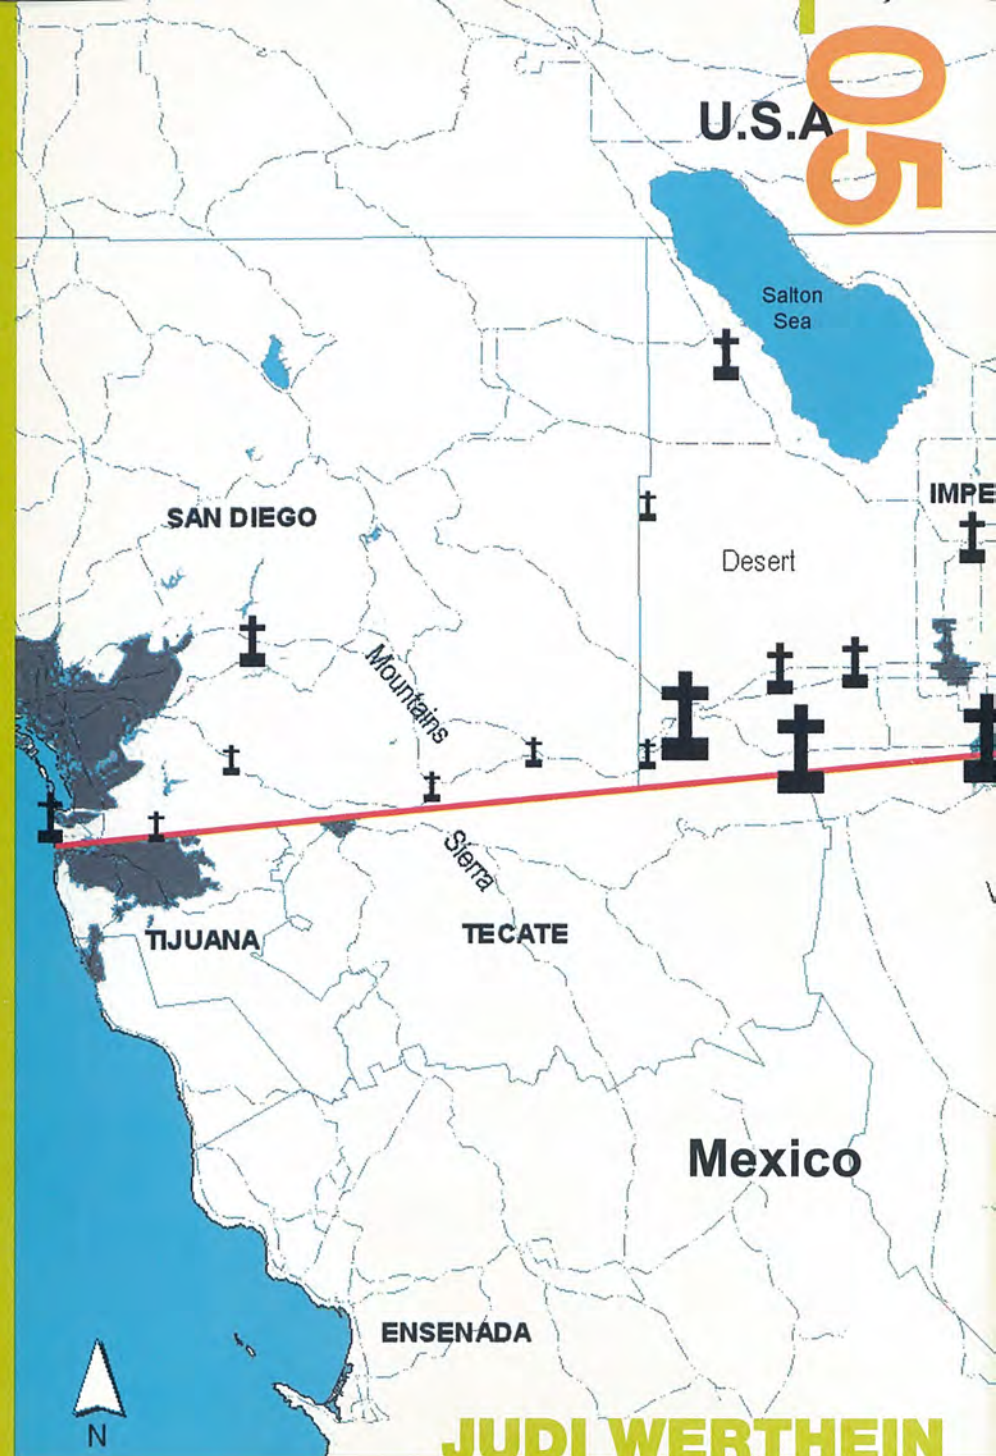 05
U.S.A
Salton
Sea
SAN DIEGO
IMPE
Desert
Mountains
Sierra
TIJUANA
TECATE
Mexico
ENSENADA
N
JUDI WERTHEIN